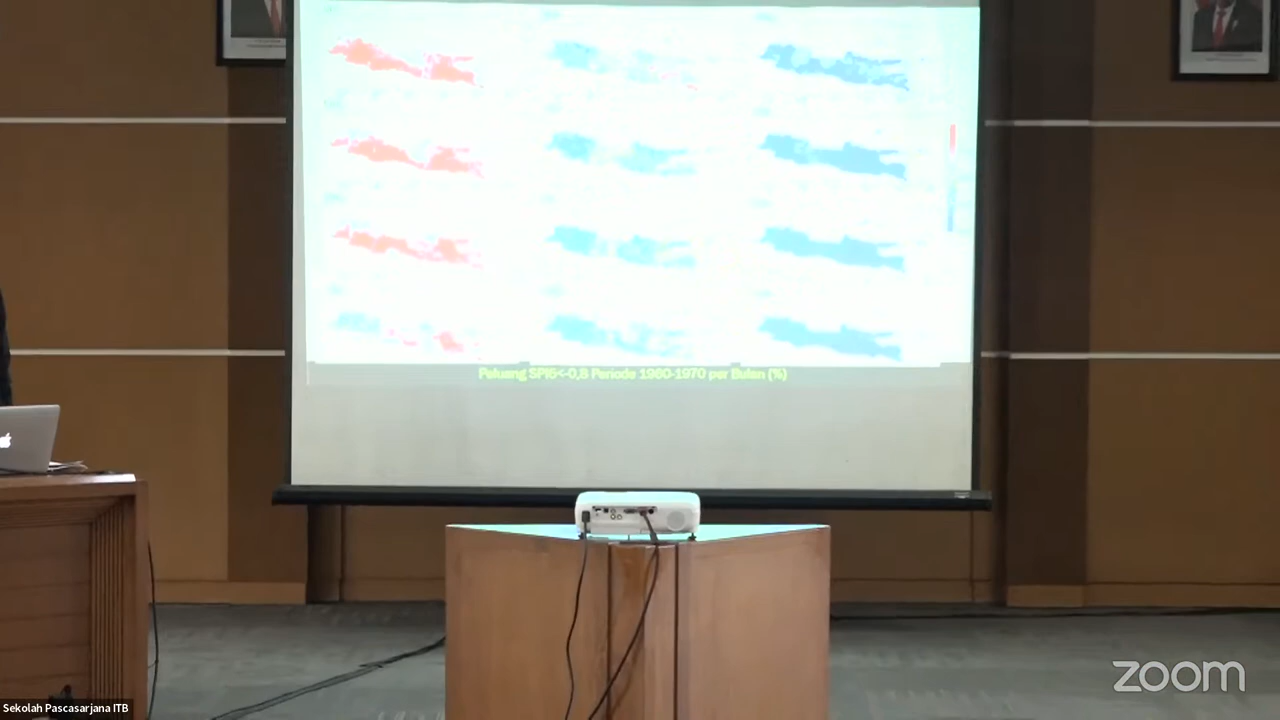 Peluang SPI6<-0,8 Periode 1960-1970 per Bulan (%)
zoom
Sekolah Pascasarjana ITB